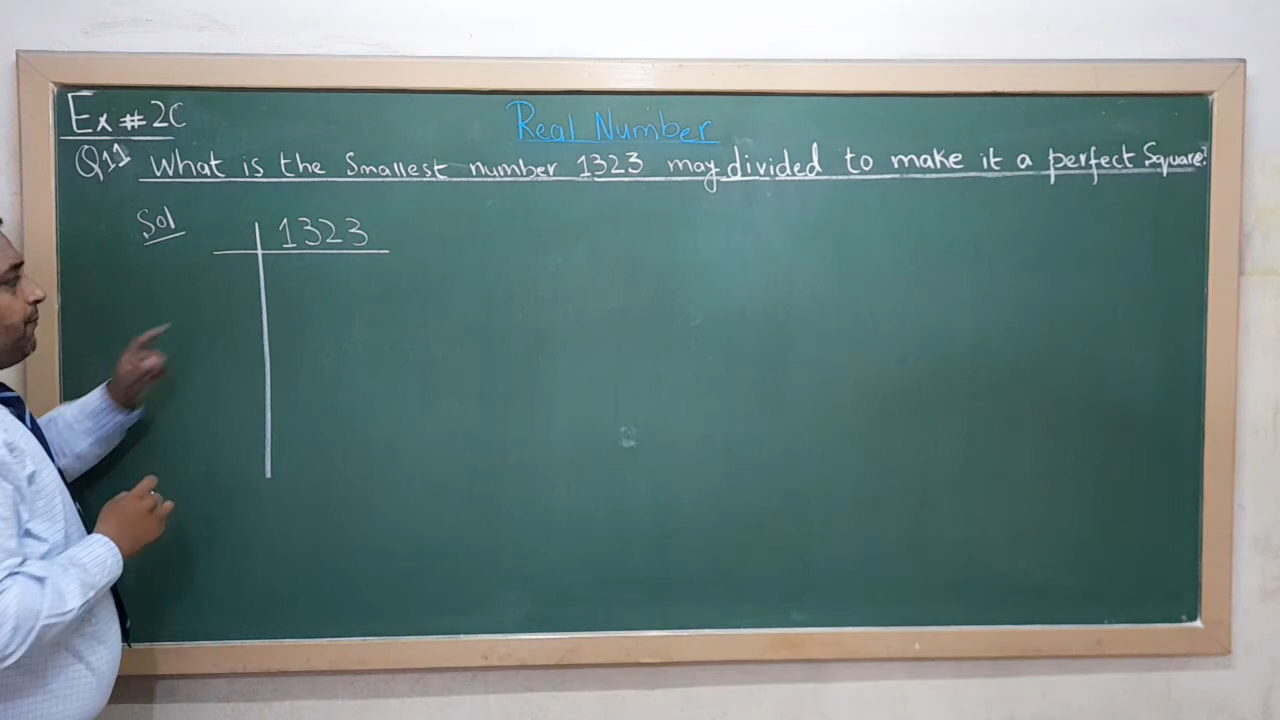 Ex # 2C
Real Number
Q11 What is the Smallest number 1323 may divided to make it a perfect Square?
Sol
1323